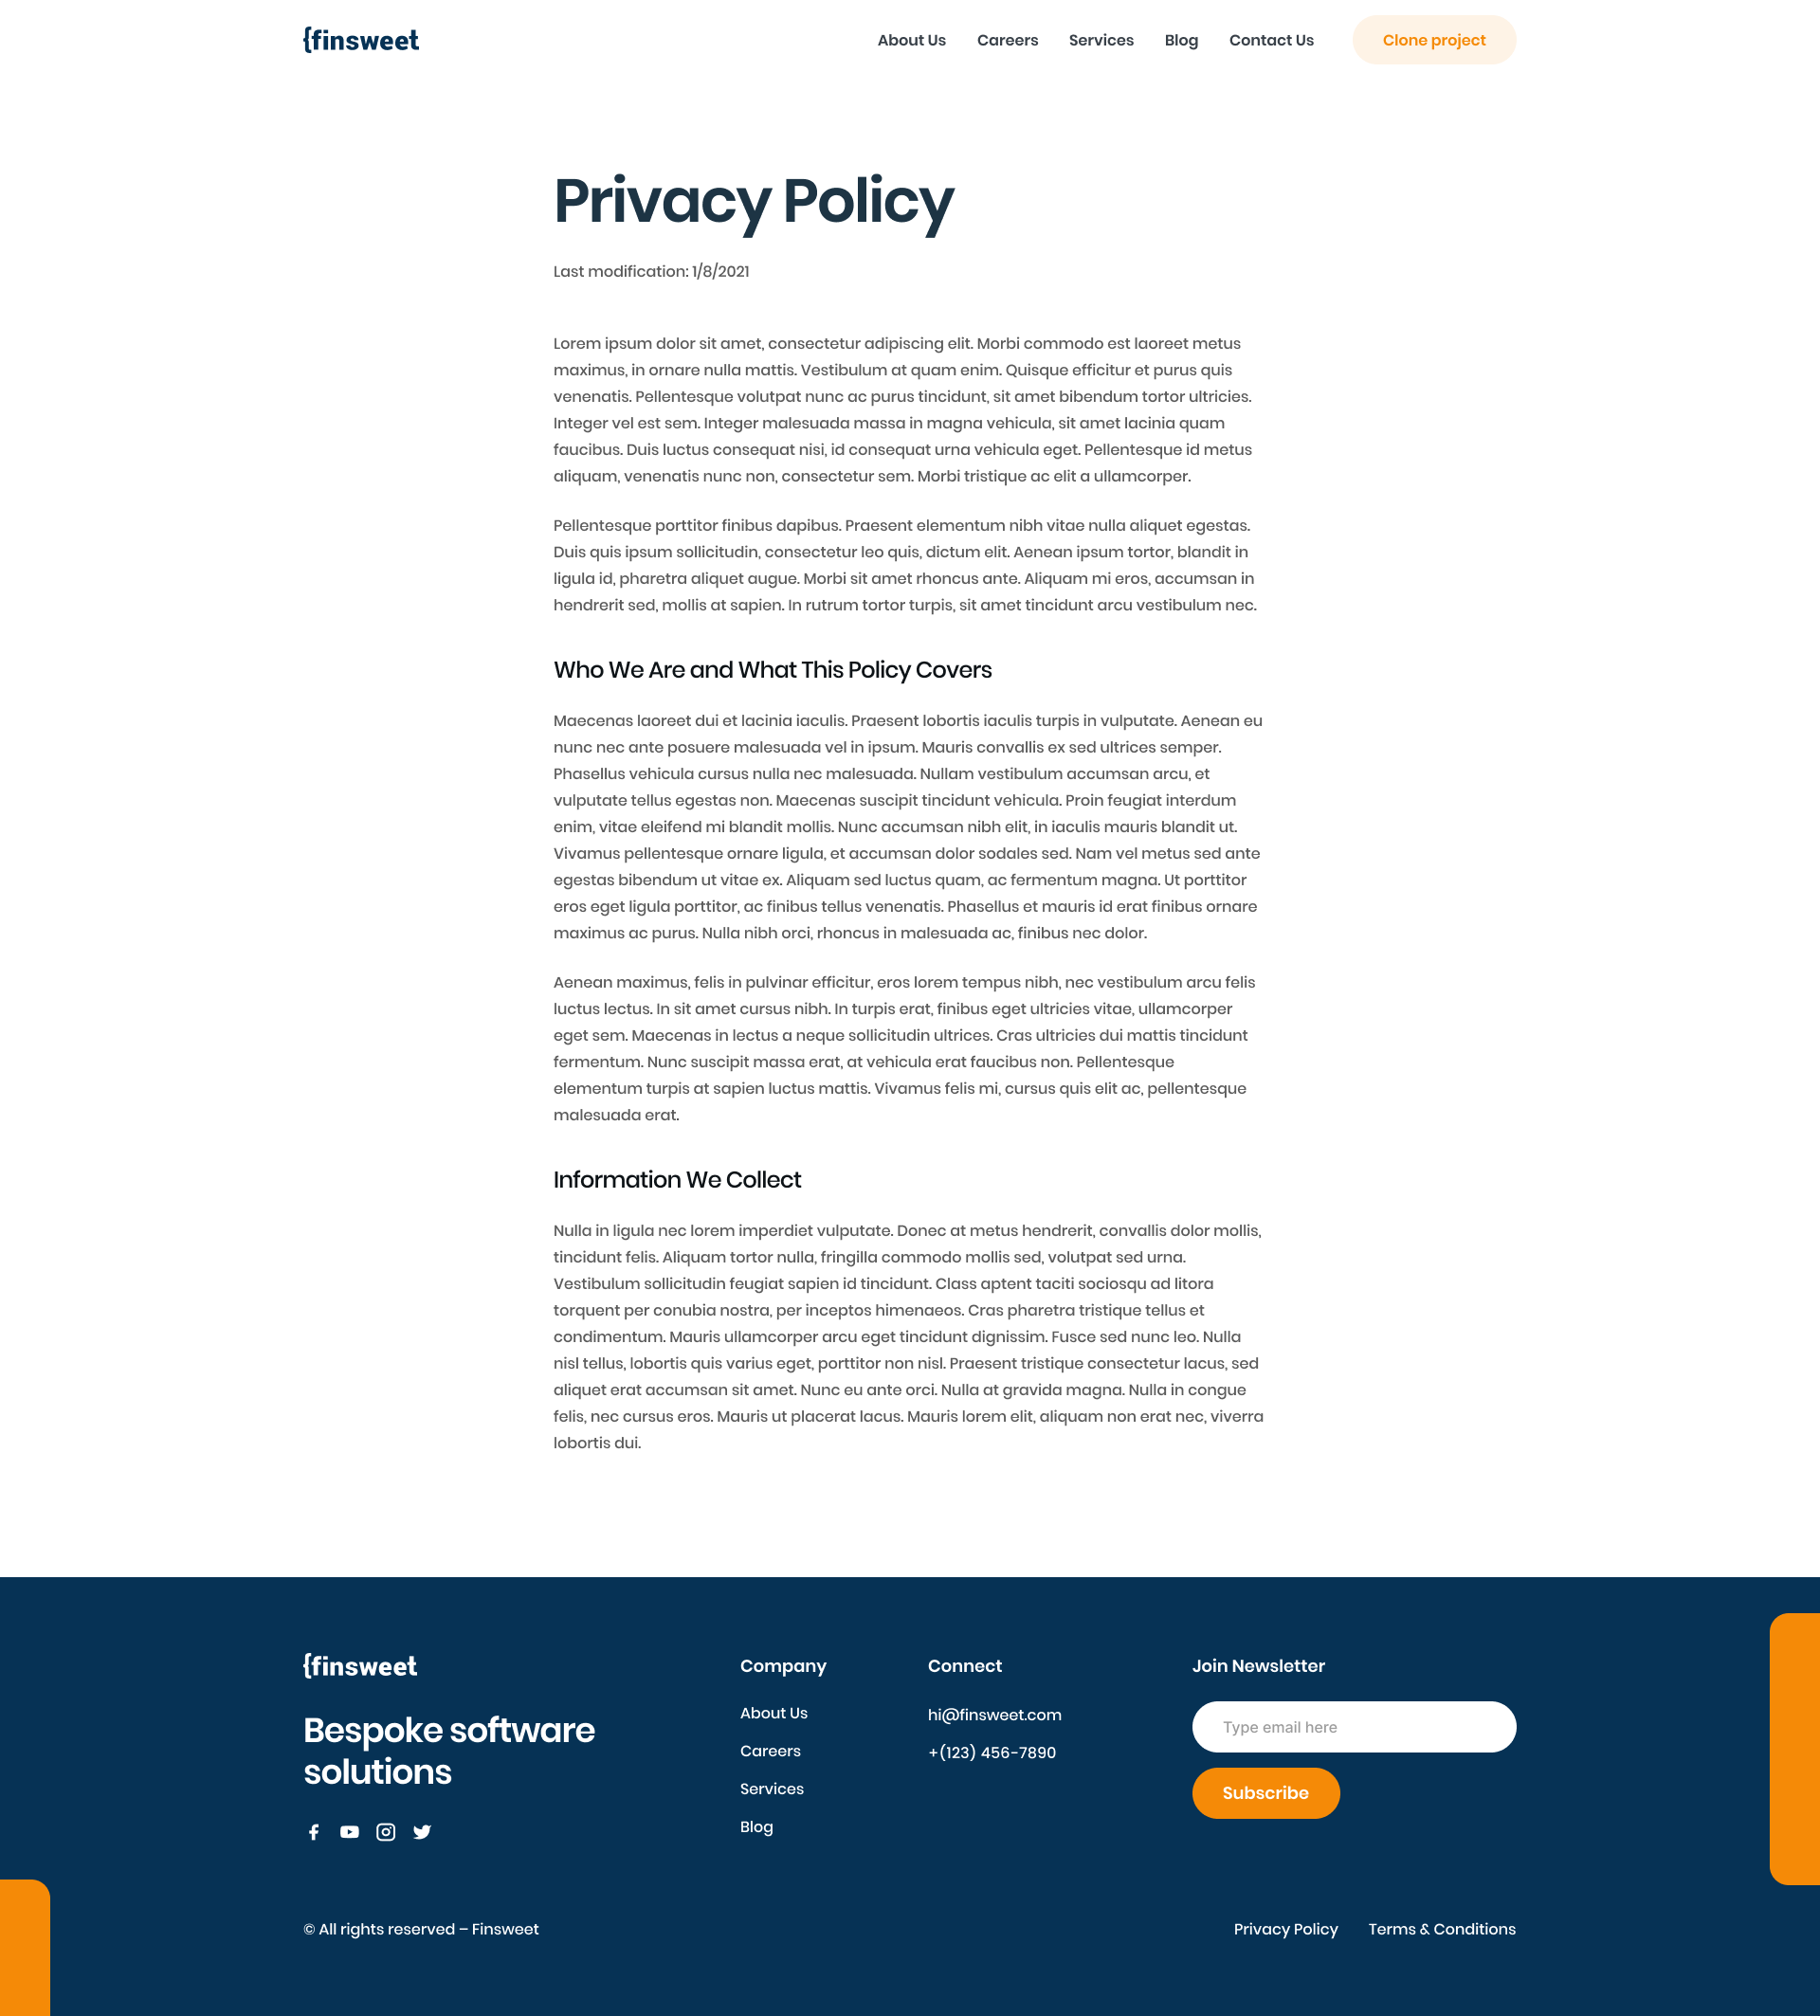 {finsweet
About Us Careers Services Blog Contact Us Clone project
Privacy Policy
Last modification: 1/8/2021
Lorem ipsum dolor sit amet, consectetur adipiscing elit. Morbi commodo est laoreet metus
maximus, in ornare nulla mattis. Vestibulum at quam enim. Quisque efficitur et purus quis
venenatis. Pellentesque volutpat nunc ac purus tincidunt, sit amet bibendum tortor ultricies.
Integer vel est sem. Integer malesuada massa in magna vehicula, sit amet lacinia quam
faucibus. Duis luctus consequat nisi, id consequat urna vehicula eget. Pellentesque id metus
aliquam, venenatis nunc non, consectetur sem. Morbi tristique ac elit a ullamcorper.
Pellentesque porttitor finibus dapibus. Praesent elementum nibh vitae nulla aliquet egestas.
Duis quis ipsum sollicitudin, consectetur leo quis, dictum elit. Aenean ipsum tortor, blandit in
ligula id, pharetra aliquet augue. Morbi sit amet rhoncus ante. Aliquam mi eros, accumsan in
hendrerit sed, mollis at sapien. In rutrum tortor turpis, sit amet tincidunt arcu vestibulum nec.
Who We Are and What This Policy Covers
Maecenas laoreet dui et lacinia iaculis. Praesent lobortis iaculis turpis in vulputate. Aenean eu
nunc nec ante posuere malesuada vel in ipsum. Mauris convallis ex sed ultrices semper.
Phasellus vehicula cursus nulla nec malesuada. Nullam vestibulum accumsan arcu, et
vulputate tellus egestas non. Maecenas suscipit tincidunt vehicula. Proin feugiat interdum
enim, vitae eleifend mi blandit mollis. Nunc accumsan nibh elit, in iaculis mauris blandit ut.
Vivamus pellentesque ornare ligula, et accumsan dolor sodales sed. Nam vel metus sed ante
egestas bibendum ut vitae ex. Aliquam sed luctus quam, ac fermentum magna. Ut porttitor
eros eget ligula porttitor, ac finibus tellus venenatis. Phasellus et mauris id erat finibus ornare
maximus ac purus. Nulla nibh orci, rhoncus in malesuada ac, finibus nec dolor.
Aenean maximus, felis in pulvinar efficitur, eros lorem tempus nibh, nec vestibulum arcu felis
luctus lectus. In sit amet cursus nibh. In turpis erat, finibus eget ultricies vitae, ullamcorper
eget sem. Maecenas in lectus a neque sollicitudin ultrices. Cras ultricies dui mattis tincidunt
fermentum. Nunc suscipit massa erat, at vehicula erat faucibus non. Pellentesque
elementum turpis at sapien luctus mattis. Vivamus felis mi, cursus quis elit ac, pellentesque
malesuada erat.
Information We Collect
Nulla in ligula nec lorem imperdiet vulputate. Donec at metus hendrerit, convallis dolor mollis,
tincidunt felis. Aliquam tortor nulla, fringilla commodo mollis sed, volutpat sed urna.
Vestibulum sollicitudin feugiat sapien id tincidunt. Class aptent taciti sociosqu ad litora
torquent per conubia nostra, per inceptos himenaeos. Cras pharetra tristique tellus et
condimentum. Mauris ullamcorper arcu eget tincidunt dignissim. Fusce sed nunc leo. Nulla
nisl tellus, lobortis quis varius eget, porttitor non nisl. Praesent tristique consectetur lacus, sed
aliquet erat accumsan sit amet. Nunc eu ante orci. Nulla at gravida magna. Nulla in congue
felis, nec cursus eros. Mauris ut placerat lacus. Mauris lorem elit, aliquam non erat nec, viverra
lobortis dui.
{finsweet
Bespoke software
solutions
Company
About Us
Careers
Services
Blog
Connect
hi@finsweet.com
+(123) 456-7890
Join Newsletter
Type email here
Subscribe
© All rights reserved – Finsweet
Privacy Policy Terms & Conditions